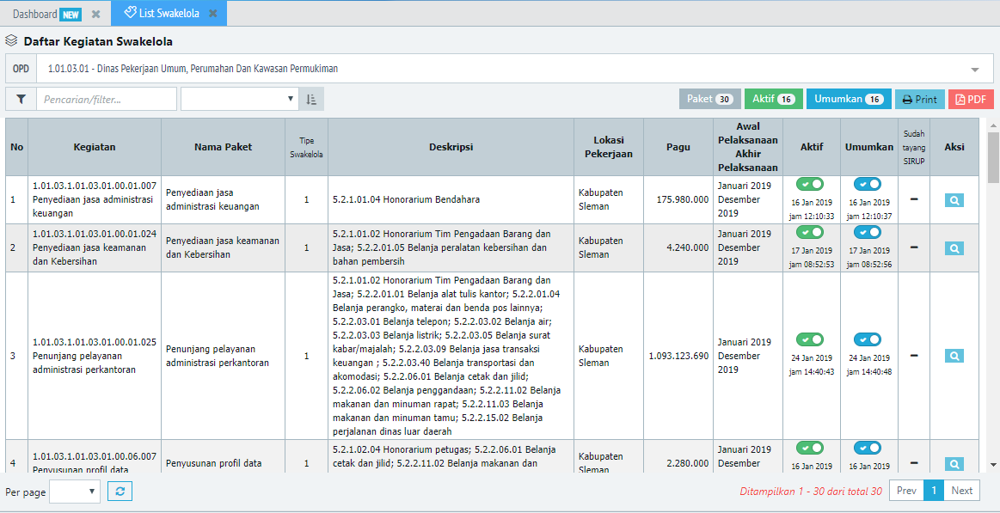 Dashboard NEW
List Swakelola
Daftar Kegiatan Swakelola
OPD 1.01.03.01 - Dinas Pekerjaan Umum, Perumahan Dan Kawasan Permukiman
Pencarian/filter...
Paket 30 Aktif 16 Umumkan 16 Print PDF
No
Kegiatan
Nama Paket
Tipe
Swakelola
Deskripsi
Lokasi
Pekerjaan
Pagu
Awal
Pelaksanaan
Akhir
Pelaksanaan
Aktif
Umumkan
Sudah
tayang
SIRUP
Aksi
1
1.01.03.1.01.03.01.00.01.007
Penyediaan jasa administrasi
keuangan
Penyediaan jasa
administrasi keuangan
1
5.2.1.01.04 Honorarium Bendahara
Kabupaten
Sleman
175.980.000
Januari 2019
Desember
2019
16 Jan 2019
jam 12:10:33
16 Jan 2019
jam 12:10:37
–
2
1.01.03.1.01.03.01.00.01.024
Penyediaan jasa keamanan
dan Kebersihan
Penyediaan jasa keamanan
dan Kebersihan
1
5.2.1.01.02 Honorarium Tim Pengadaan Barang dan
Jasa; 5.2.2.01.05 Belanja peralatan kebersihan dan
bahan pembersih
Kabupaten
Sleman
4.240.000
Januari 2019
Desember
2019
17 Jan 2019
jam 08:52:53
17 Jan 2019
jam 08:52:56
–
3
1.01.03.1.01.03.01.00.01.025
Penunjang pelayanan
administrasi perkantoran
Penunjang pelayanan
administrasi perkantoran
1
5.2.1.01.02 Honorarium Tim Pengadaan Barang dan
Jasa; 5.2.2.01.01 Belanja alat tulis kantor; 5.2.2.01.04
Belanja perangko, materai dan benda pos lainnya;
5.2.2.03.01 Belanja telepon; 5.2.2.03.02 Belanja air;
5.2.2.03.03 Belanja listrik; 5.2.2.03.05 Belanja surat
kabar/majalah; 5.2.2.03.09 Belanja jasa transaksi
keuangan ; 5.2.2.03.40 Belanja transportasi dan
akomodasi; 5.2.2.06.01 Belanja cetak dan jilid;
5.2.2.06.02 Belanja penggandaan; 5.2.2.11.02 Belanja
makanan dan minuman rapat; 5.2.2.11.03 Belanja
makanan dan minuman tamu; 5.2.2.15.02 Belanja
perjalanan dinas luar daerah
Kabupaten
Sleman
1.093.123.690
Januari 2019
Desember
2019
24 Jan 2019
jam 14:40:43
24 Jan 2019
jam 14:40:48
–
4
1.01.03.1.01.03.01.00.06.007
Penyusunan profil data
Penyusunan profil data
1
5.2.1.02.04 Honorarium petugas; 5.2.2.06.01 Belanja
cetak dan jilid; 5.2.2.11.02 Belanja makanan dan
Kabupaten
Sleman
2.280.000
Januari 2019
Desember
16 Jan 2019
16 Jan 2019
–
Per page
Ditampilkan 1 - 30 dari total 30 Prev 1 Next